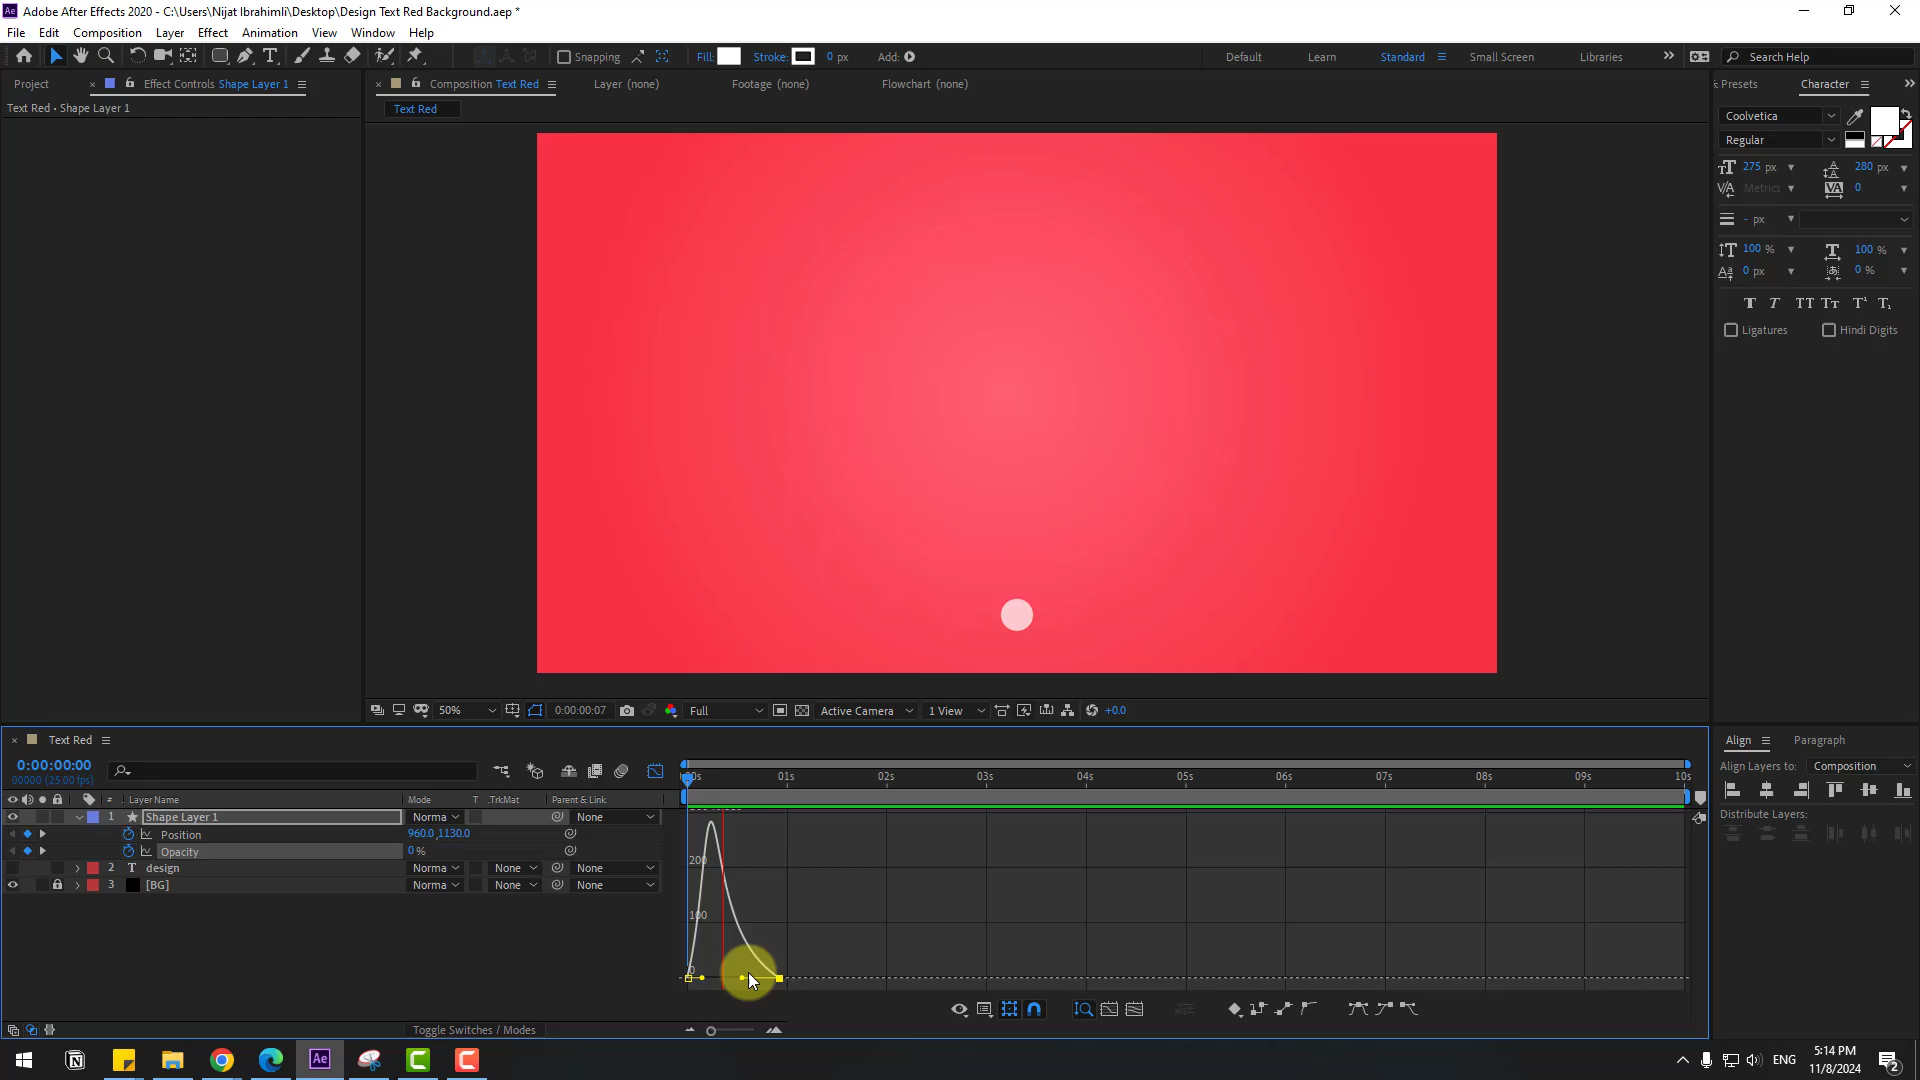 Ae Adobe After Effects 2020 - C:\Users\Nijat Ibrahimli\Desktop\Design Text Red Background.aep *
File Edit Composition Layer Effect Animation View Window Help
Snapping Fill: Stroke: 0 px Add: Default Learn Standard Small Screen Libraries Search Help
Project Effect Controls Shape Layer 1 Composition Text Red Layer (none) Footage (none) Flowchart (none) Presets Character
Text Red • Shape Layer 1 Text Red
Coolvetica
Regular
275 px 280 px
Metrics 0
- px
100 % 100 %
0 px 0 %
Ligatures Hindi Digits
50% 0:00:00:07 Full Active Camera 1 View +0.0
Text Red Align Paragraph
0:00:00:00
00000 (25.00 fps)
Align Layers to: Composition
:00s 01s 02s 03s 04s 05s 06s 07s 08s 09s 10s
# Layer Name Mode T .TrkMat Parent & Link
Distribute Layers:
1 Shape Layer 1 Norma None
Position 960.0,1130.0
Opacity 0 %
2 T design Norma None None
3 [BG] Norma None None
200
100
0
Toggle Switches / Modes
Ae ENG 5:14 PM
11/8/2024 2